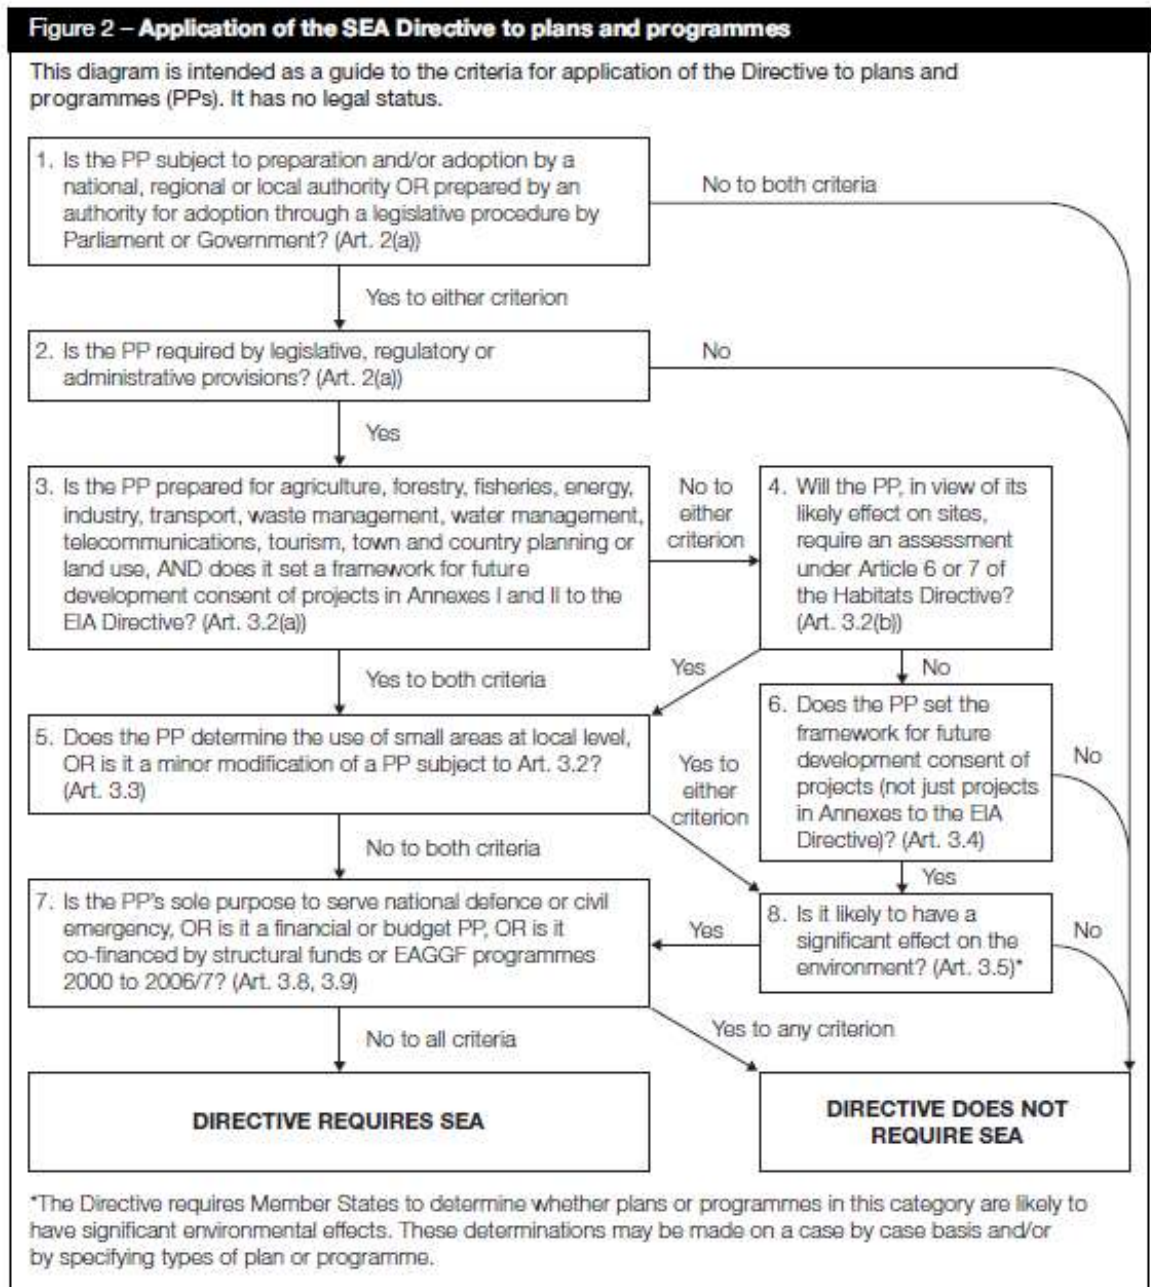 Figure 2 – Application of the SEA Directive to plans and programmes
This diagram is intended as a guide to the criteria for application of the Directive to plans and
programmes (PPs). It has no legal status.
1. Is the PP subject to preparation and/or adoption by a
national, regional or local authority OR prepared by an
authority for adoption through a legislative procedure by
Parliament or Government? (Art. 2(a))
No to both criteria
Yes to either criterion
2. Is the PP required by legislative, regulatory or
administrative provisions? (Art. 2(a))
No
Yes
3. Is the PP prepared for agriculture, forestry, fisheries, energy,
industry, transport, waste management, water management,
telecommunications, tourism, town and country planning or
land use, AND does it set a framework for future
development consent of projects in Annexes I and II to the
EIA Directive? (Art. 3.2(a))
No to
either
criterion
4. Will the PP, in view of its
likely effect on sites,
require an assessment
under Article 6 or 7 of
the Habitats Directive?
(Art. 3.2(b))
Yes to both criteria
Yes
No
5. Does the PP determine the use of small areas at local level,
OR is it a minor modification of a PP subject to Art. 3.2?
(Art. 3.3)
Yes to
either
criterion
6. Does the PP set the
framework for future
development consent of
projects (not just projects
in Annexes to the EIA
Directive)? (Art. 3.4)
No
No to both criteria
Yes
7. Is the PP's sole purpose to serve national defence or civil
emergency, OR is it a financial or budget PP, OR is it
co-financed by structural funds or EAGGF programmes
2000 to 2006/7? (Art. 3.8, 3.9)
Yes
8. Is it likely to have a
significant effect on the
environment? (Art. 3.5)*
No
No to all criteria
Yes to any criterion
DIRECTIVE REQUIRES SEA
DIRECTIVE DOES NOT
REQUIRE SEA
*The Directive requires Member States to determine whether plans or programmes in this category are likely to
have significant environmental effects. These determinations may be made on a case by case basis and/or
by specifying types of plan or programme.